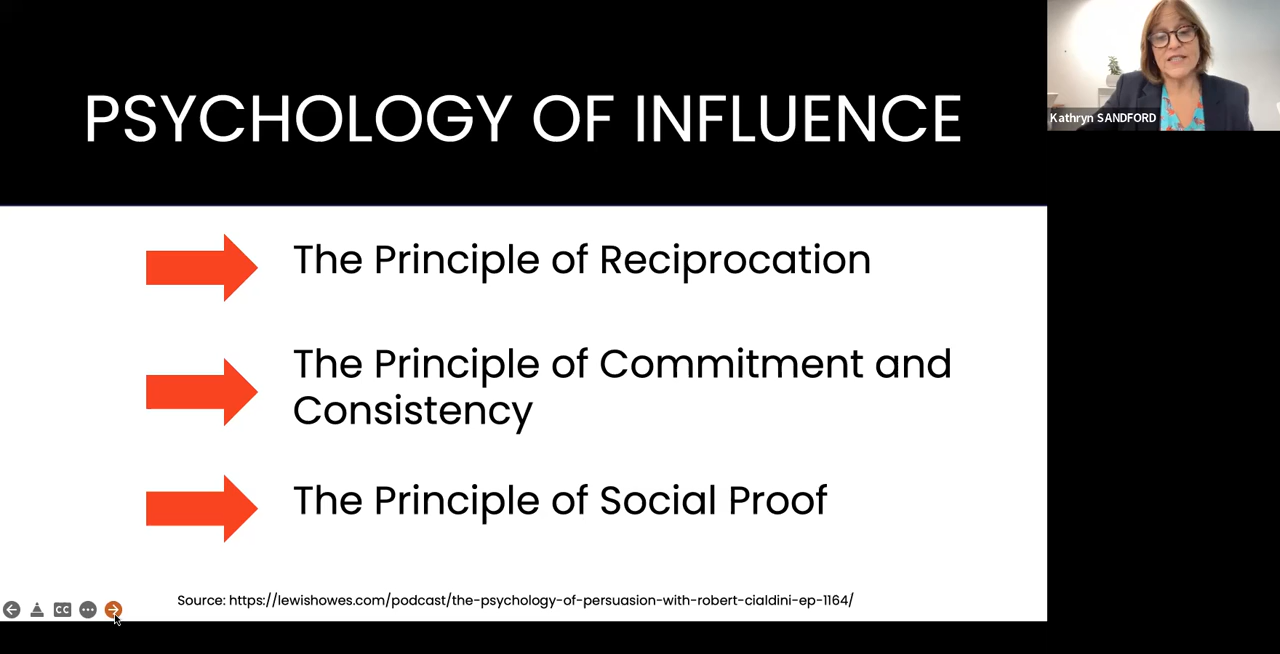 PSYCHOLOGY OF INFLUENCE
Kathryn SANDFORD
The Principle of Reciprocation
The Principle of Commitment and
Consistency
The Principle of Social Proof
Source: https://lewishowes.com/podcast/the-psychology-of-persuasion-with-robert-cialdini-ep-1164/
CC